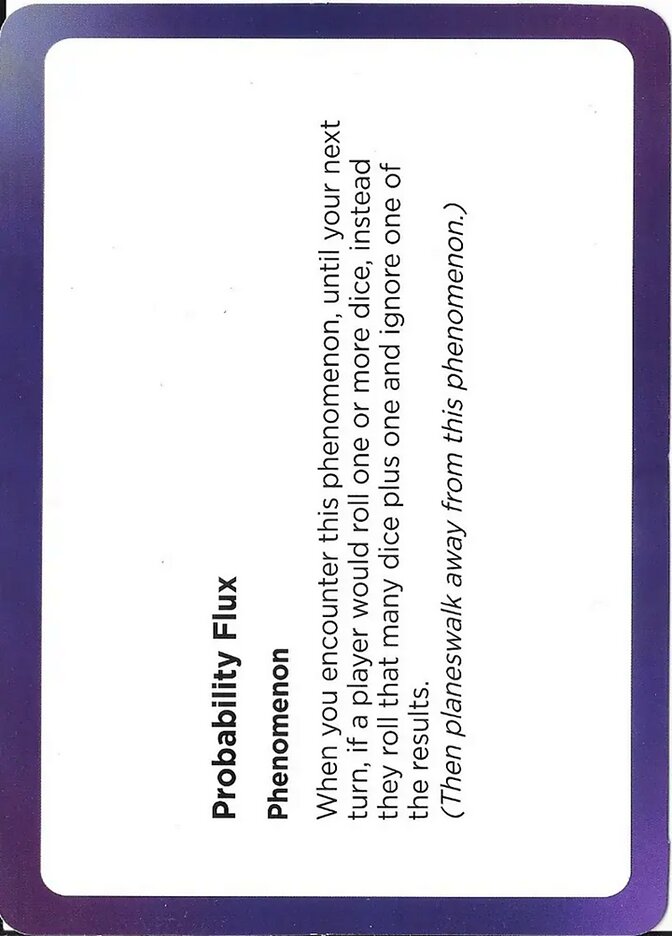 Probability Flux
Phenomenon
When you encounter this phenomenon, until your next
turn, if a player would roll one or more dice, instead
they roll that many dice plus one and ignore one of
the results.
(Then planeswalk away from this phenomenon.)